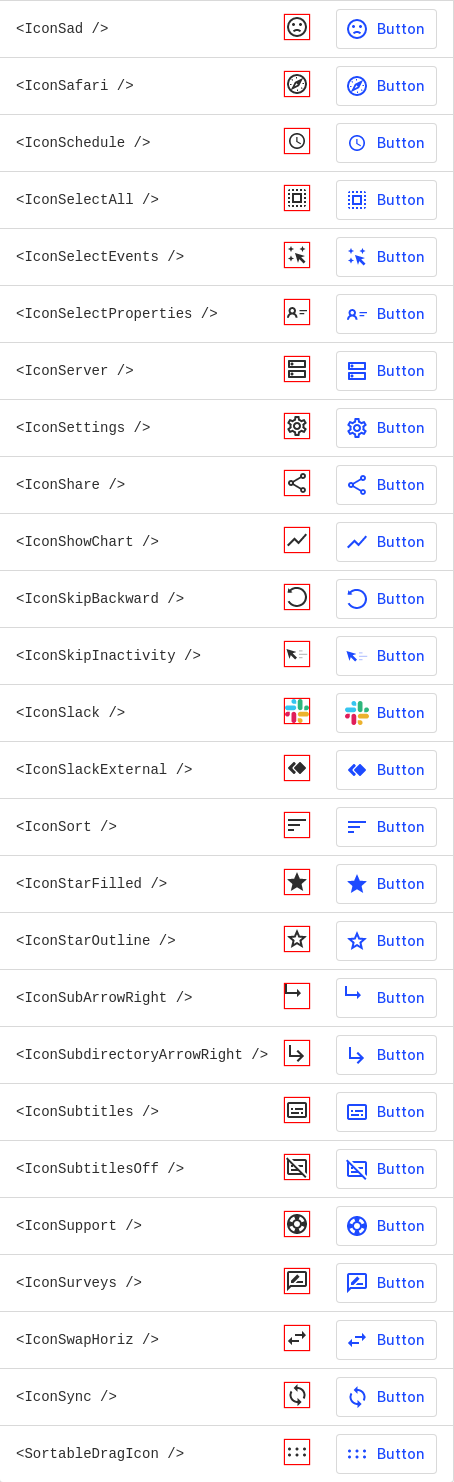 <IconSad /> Button
<IconSafari /> Button
<IconSchedule /> Button
<IconSelectAll /> Button
<IconSelectEvents /> Button
<IconSelectProperties /> Button
<IconServer /> Button
<IconSettings /> Button
<IconShare /> Button
<IconShowChart /> Button
<IconSkipBackward /> Button
<IconSkipInactivity /> Button
<IconSlack /> Button
<IconSlackExternal /> Button
<IconSort /> Button
<IconStarFilled /> Button
<IconStarOutline /> Button
<IconSubArrowRight /> Button
<IconSubdirectoryArrowRight /> Button
<IconSubtitles /> Button
<IconSubtitlesOff /> Button
<IconSupport /> Button
<IconSurveys /> Button
<IconSwapHoriz /> Button
<IconSync /> Button
<SortableDragIcon /> Button